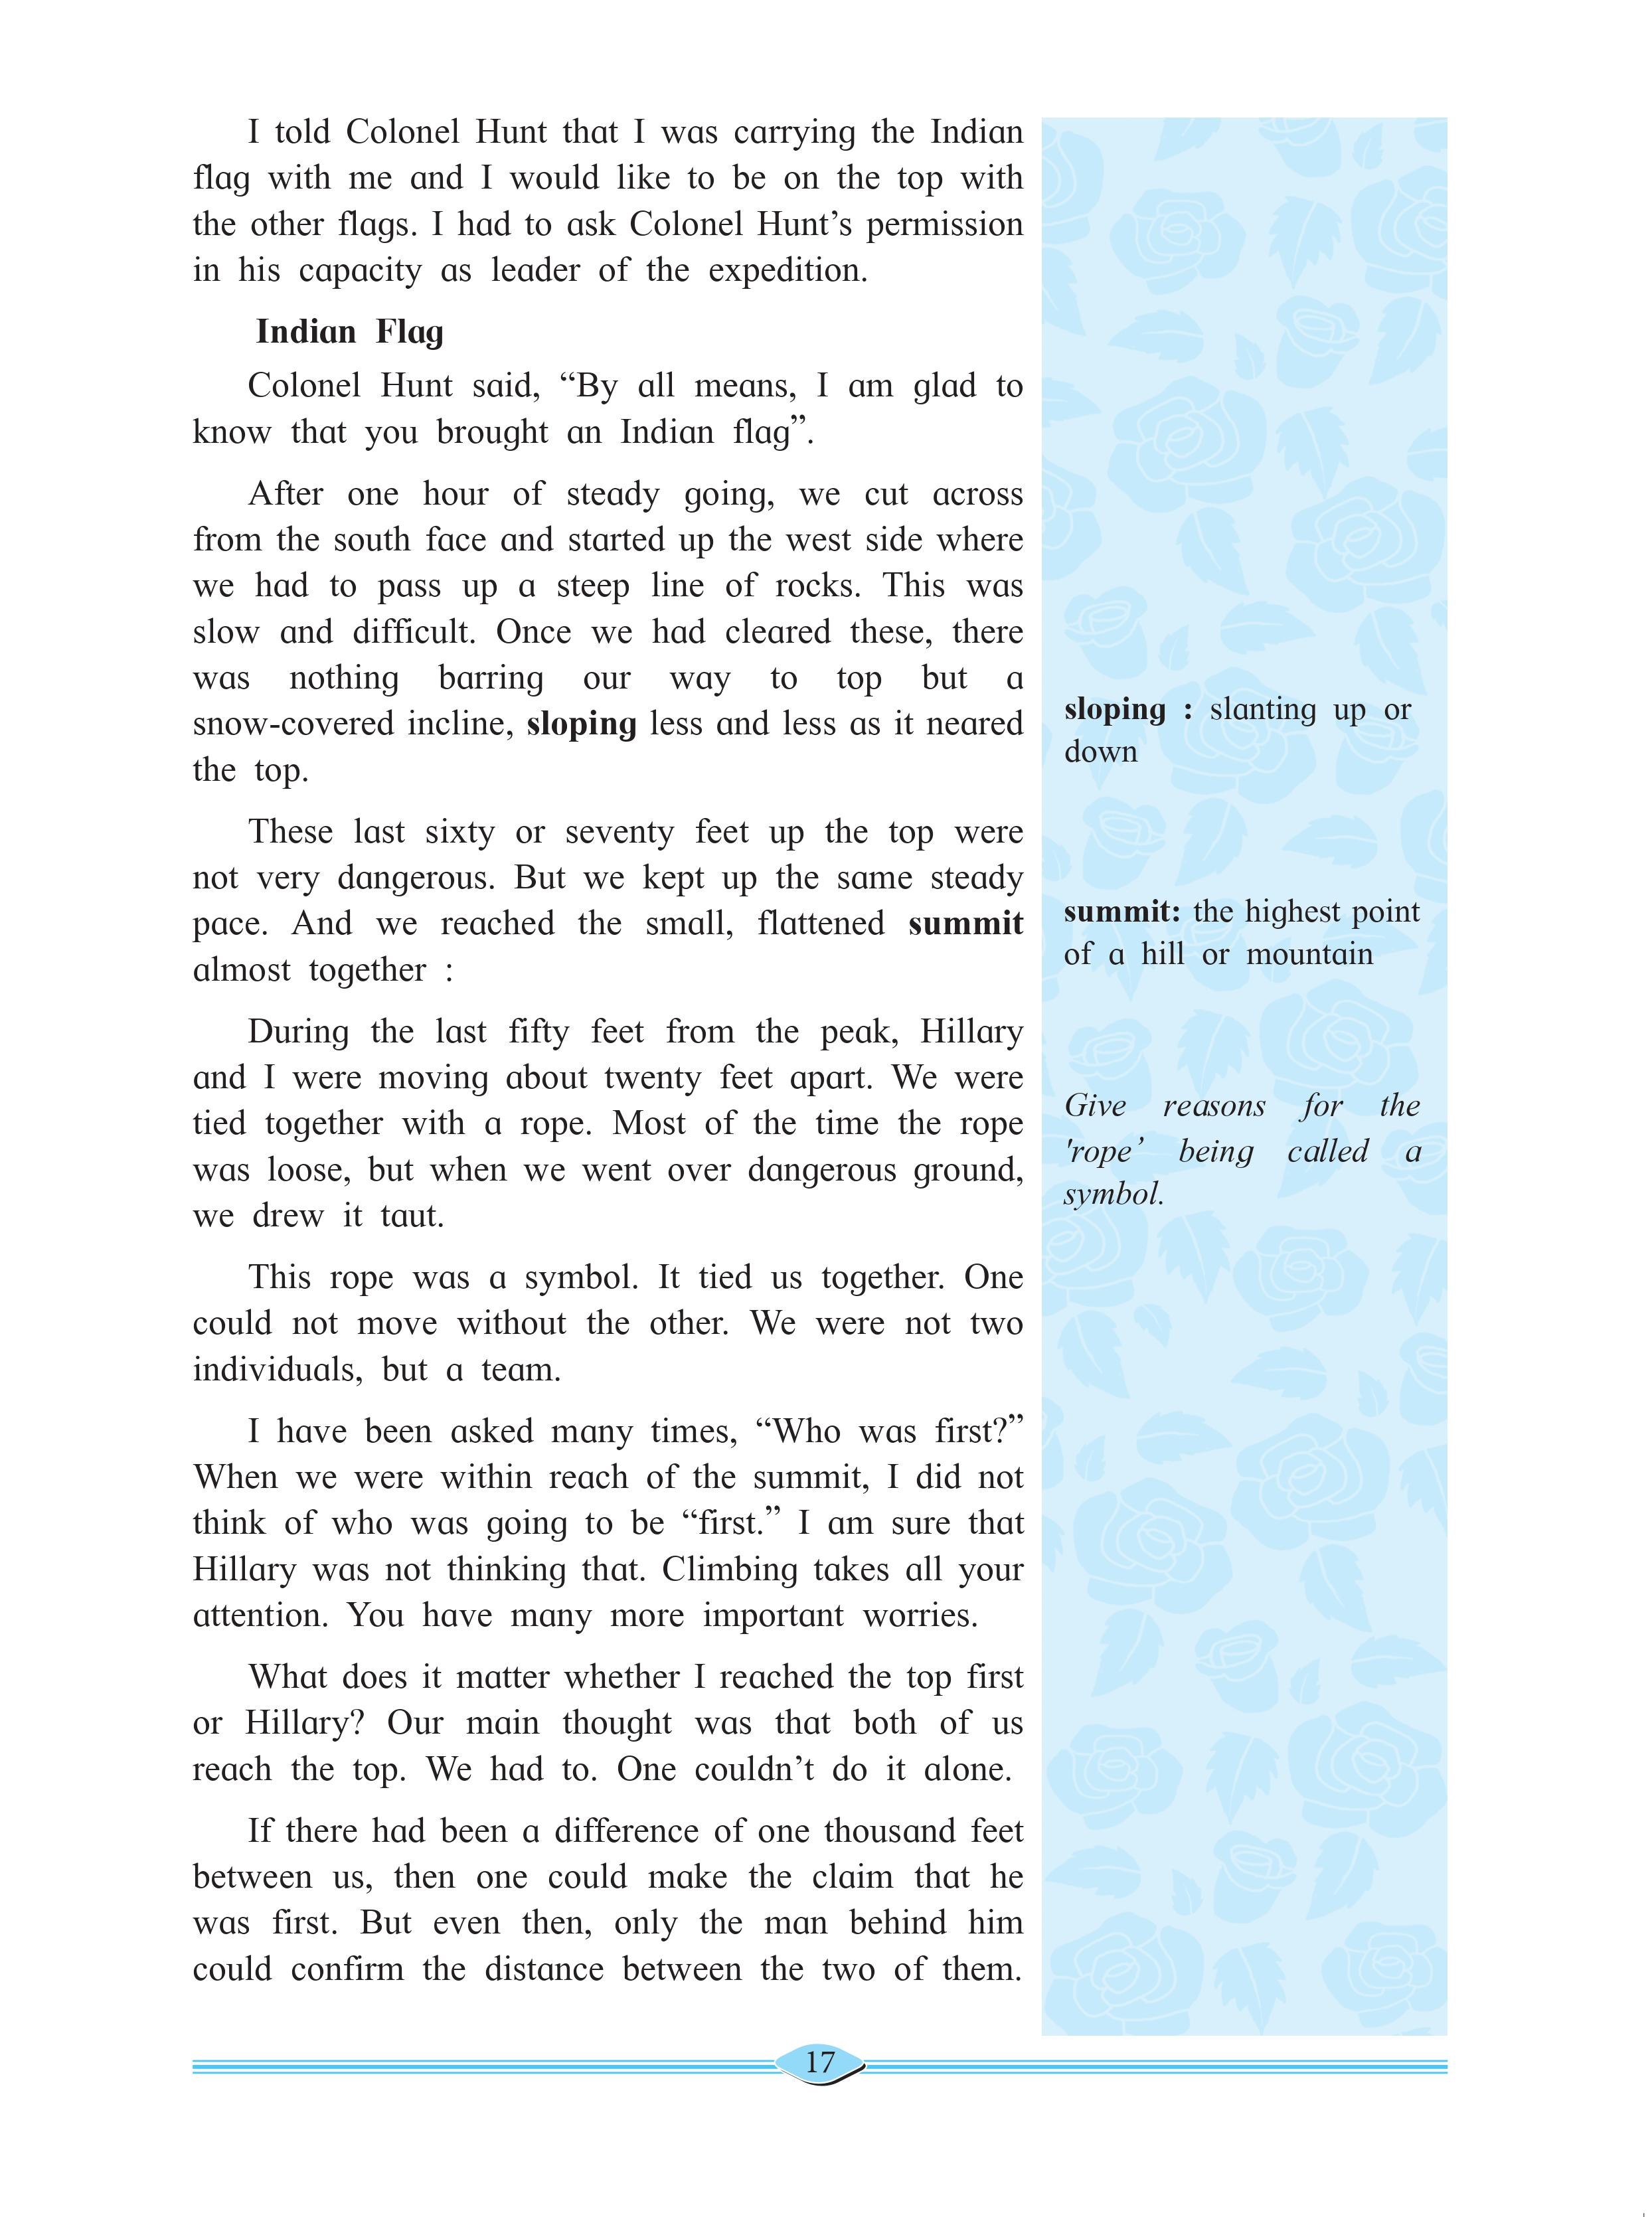 I told Colonel Hunt that I was carrying the Indian
flag with me and I would like to be on the top with
the other flags. I had to ask Colonel Hunt’s permission
in his capacity as leader of the expedition.
Indian Flag
Colonel Hunt said, “By all means, I am glad to
know that you brought an Indian flag”.
After one hour of steady going, we cut across
from the south face and started up the west side where
we had to pass up a steep line of rocks. This was
slow and difficult. Once we had cleared these, there
was nothing barring our way to top but a
snow-covered incline, sloping less and less as it neared
the top.
These last sixty or seventy feet up the top were
not very dangerous. But we kept up the same steady
pace. And we reached the small, flattened summit
almost together :
During the last fifty feet from the peak, Hillary
and I were moving about twenty feet apart. We were
tied together with a rope. Most of the time the rope
was loose, but when we went over dangerous ground,
we drew it taut.
This rope was a symbol. It tied us together. One
could not move without the other. We were not two
individuals, but a team.
I have been asked many times, “Who was first?”
When we were within reach of the summit, I did not
think of who was going to be “first.” I am sure that
Hillary was not thinking that. Climbing takes all your
attention. You have many more important worries.
What does it matter whether I reached the top first
or Hillary? Our main thought was that both of us
reach the top. We had to. One couldn’t do it alone.
If there had been a difference of one thousand feet
between us, then one could make the claim that he
was first. But even then, only the man behind him
could confirm the distance between the two of them.
sloping : slanting up or
down
summit: the highest point
of a hill or mountain
Give reasons for the
'rope’ being called a
symbol.
17